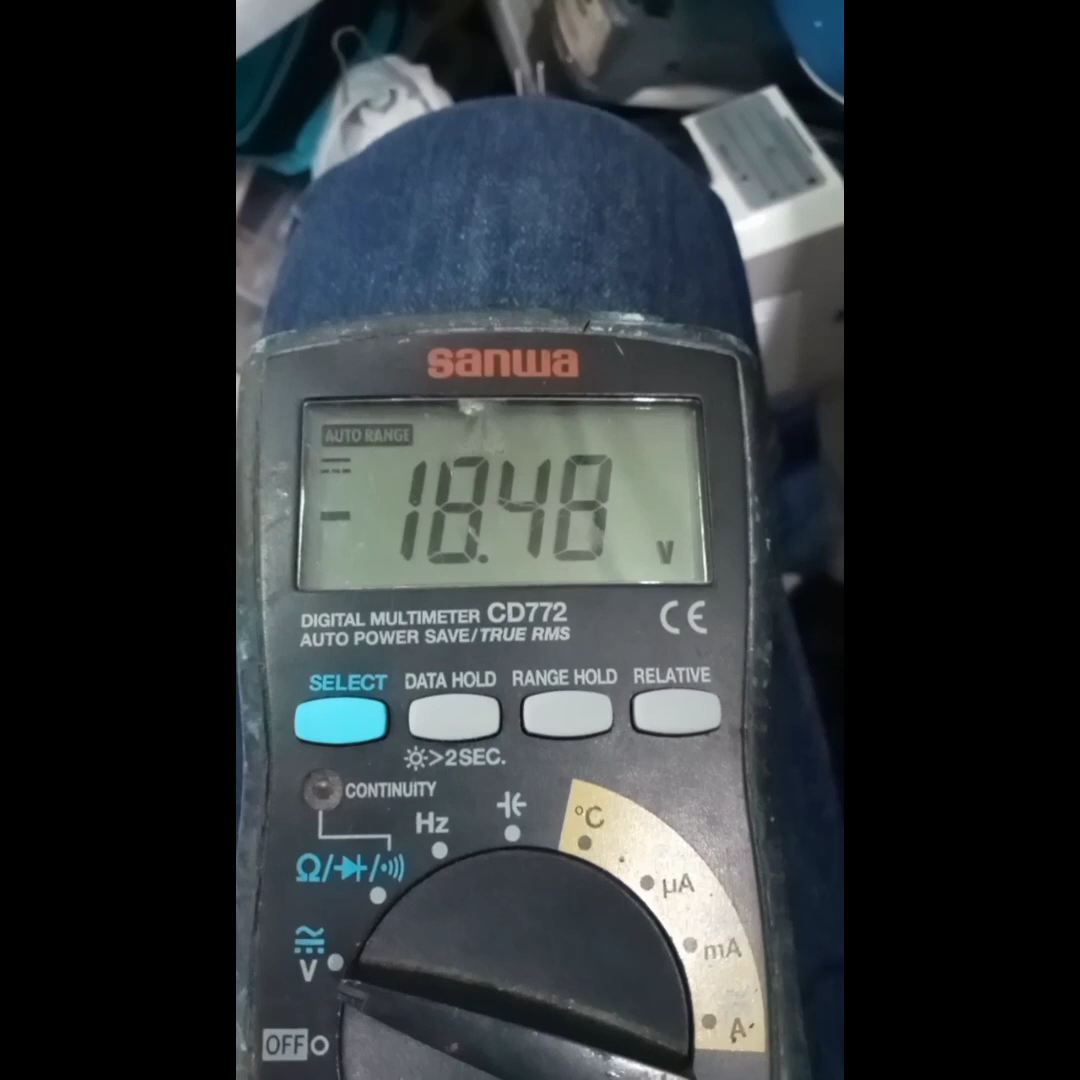 sanwa
AUTO RANGE
-18.48 V
DIGITAL MULTIMETER CD772
CE
AUTO POWER SAVE/TRUE RMS
SELECT DATA HOLD RANGE HOLD RELATIVE
>2SEC.
CONTINUITY
Hz
°C
Ω/
µA
mA
V
A
OFF